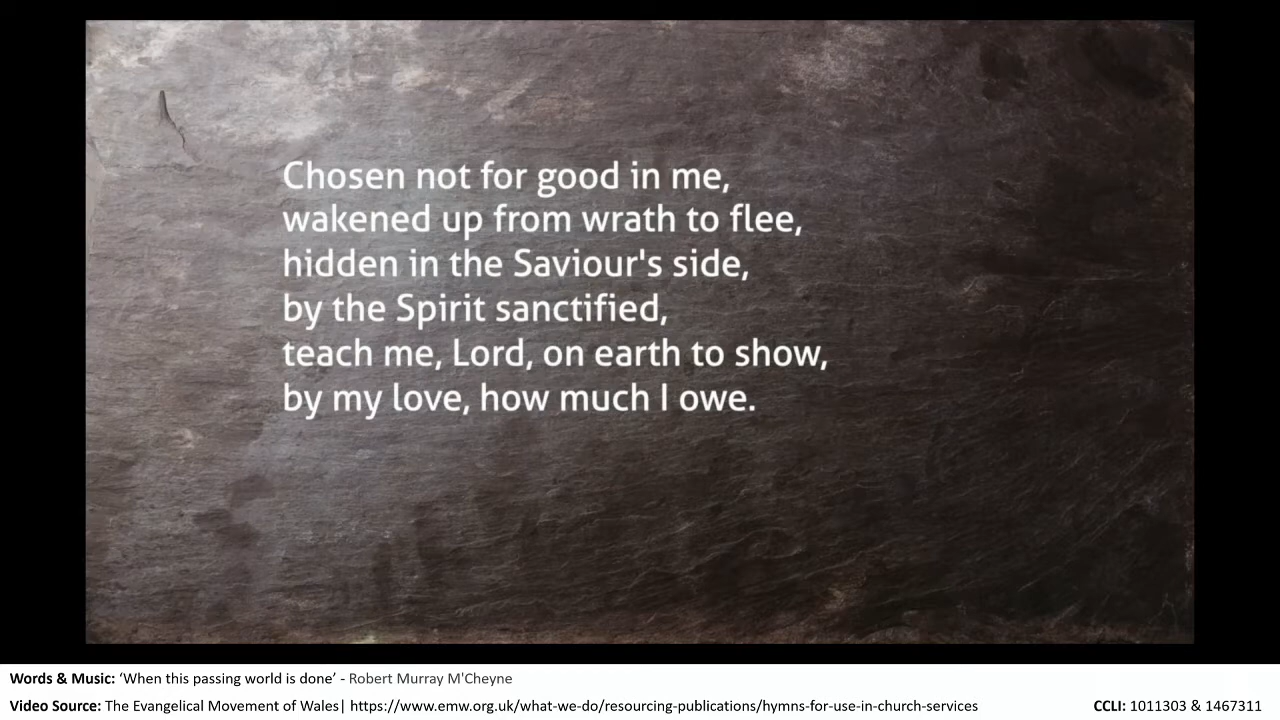 Chosen not for good in me,
wakened up from wrath to flee,
hidden in the Saviour's side,
by the Spirit sanctified,
teach me, Lord, on earth to show,
by my love, how much I owe.
Words & Music: ‘When this passing world is done’ - Robert Murray M'Cheyne
Video Source: The Evangelical Movement of Wales| https://www.emw.org.uk/what-we-do/resourcing-publications/hymns-for-use-in-church-services
CCLI: 1011303 & 1467311